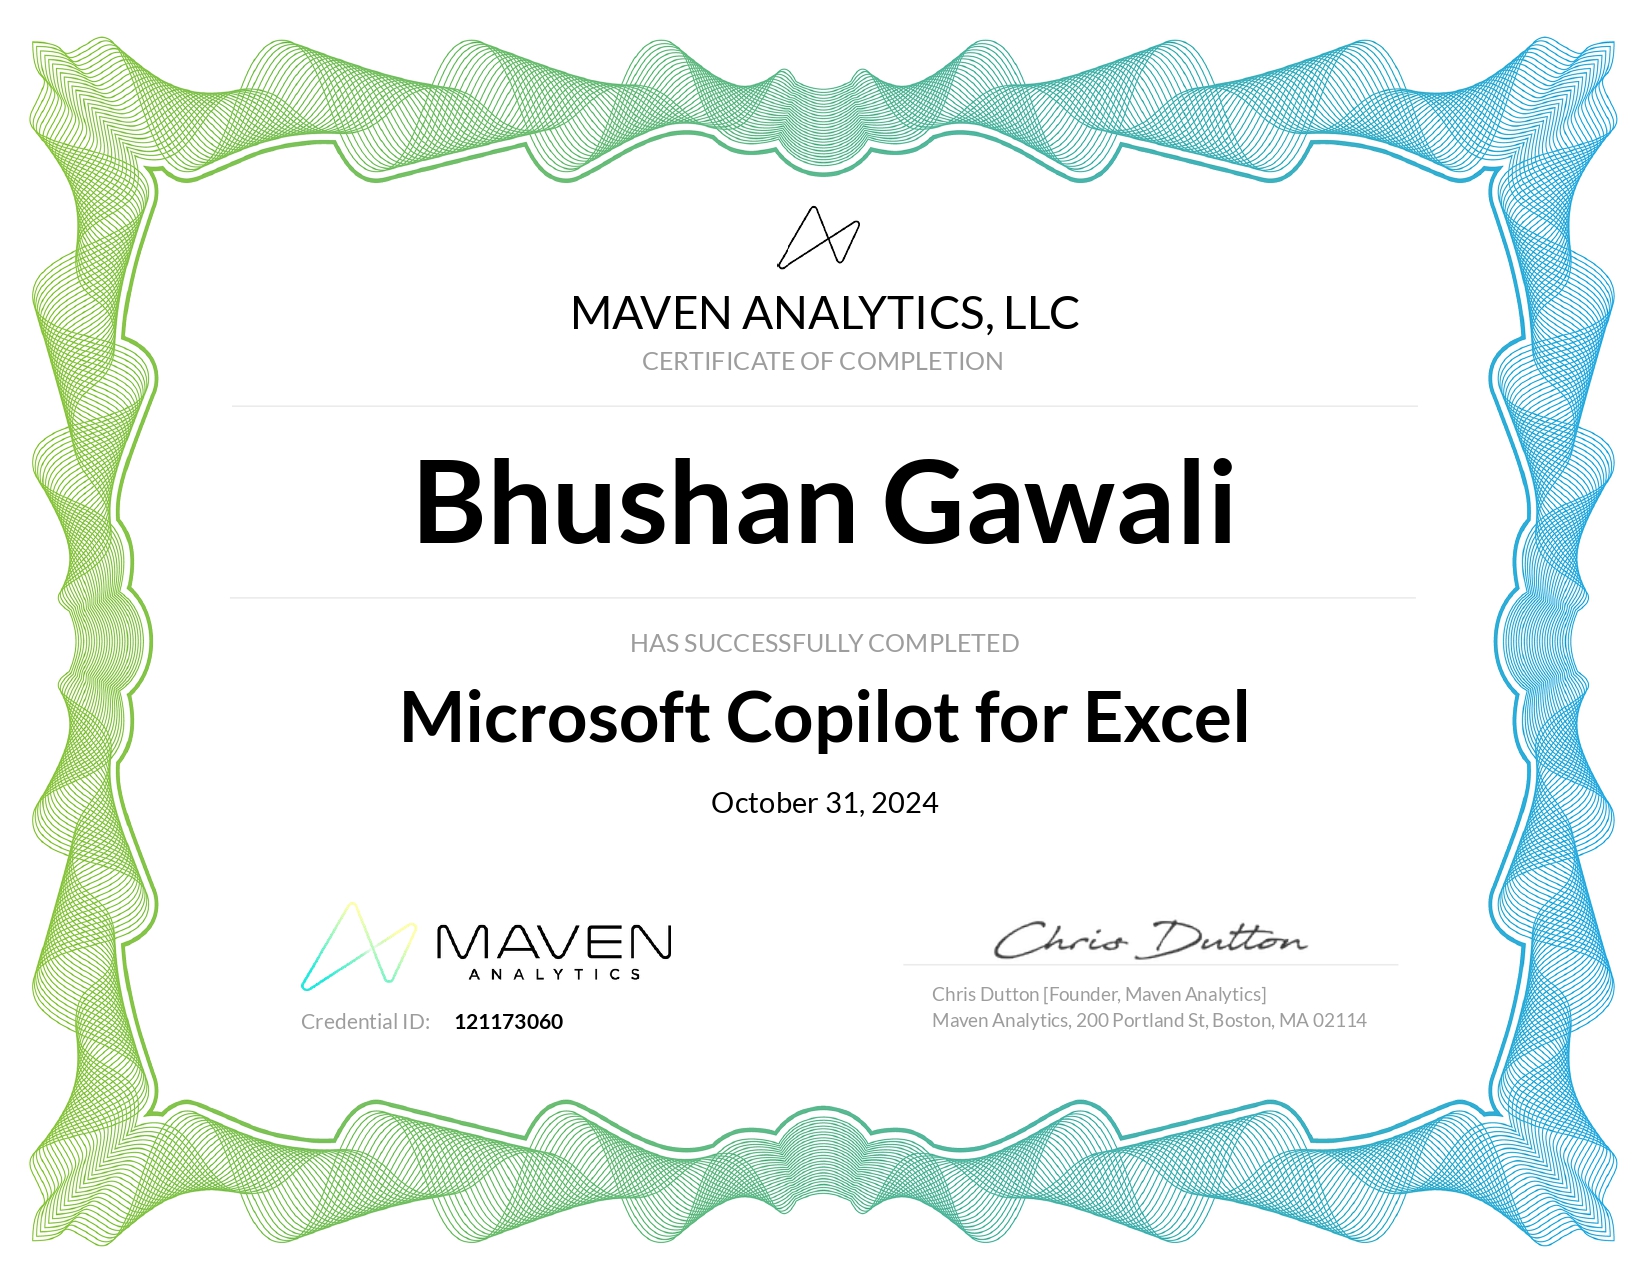 MAVEN ANALYTICS, LLC
CERTIFICATE OF COMPLETION
Bhushan Gawali
HAS SUCCESSFULLY COMPLETED
Microsoft Copilot for Excel
October 31, 2024
MAVEN
ANALYTICS
Credential ID: 121173060
Chris Dutton
Chris Dutton [Founder, Maven Analytics]
Maven Analytics, 200 Portland St, Boston, MA 02114